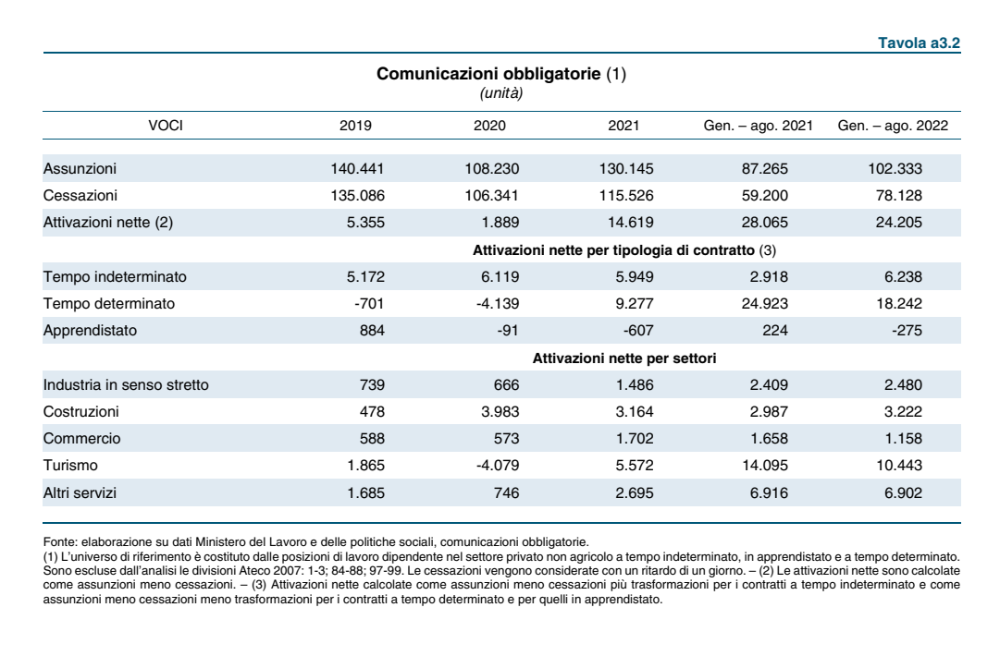 Tavola a3.2
Comunicazioni obbligatorie (1)
(unità)
VOCI 2019 2020 2021 Gen. – ago. 2021 Gen. – ago. 2022
Assunzioni 140.441 108.230 130.145 87.265 102.333
Cessazioni 135.086 106.341 115.526 59.200 78.128
Attivazioni nette (2) 5.355 1.889 14.619 28.065 24.205
Attivazioni nette per tipologia di contratto (3)
Tempo indeterminato 5.172 6.119 5.949 2.918 6.238
Tempo determinato -701 -4.139 9.277 24.923 18.242
Apprendistato 884 -91 -607 224 -275
Attivazioni nette per settori
Industria in senso stretto 739 666 1.486 2.409 2.480
Costruzioni 478 3.983 3.164 2.987 3.222
Commercio 588 573 1.702 1.658 1.158
Turismo 1.865 -4.079 5.572 14.095 10.443
Altri servizi 1.685 746 2.695 6.916 6.902
Fonte: elaborazione su dati Ministero del Lavoro e delle politiche sociali, comunicazioni obbligatorie.
(1) L'universo di riferimento è costituto dalle posizioni di lavoro dipendente nel settore privato non agricolo a tempo indeterminato, in apprendistato e a tempo determinato.
Sono escluse dall'analisi le divisioni Ateco 2007: 1-3; 84-88; 97-99. Le cessazioni vengono considerate con un ritardo di un giorno. – (2) Le attivazioni nette sono calcolate
come assunzioni meno cessazioni. – (3) Attivazioni nette calcolate come assunzioni meno cessazioni più trasformazioni per i contratti a tempo indeterminato e come
assunzioni meno cessazioni meno trasformazioni per i contratti a tempo determinato e per quelli in apprendistato.